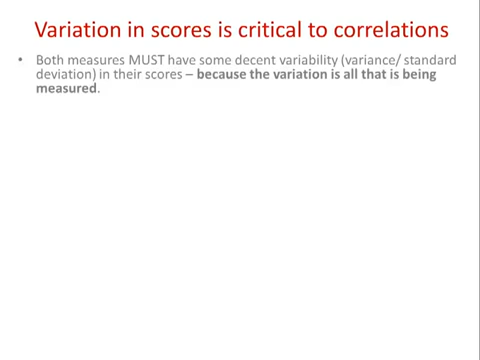 Variation in scores is critical to correlations
• Both measures MUST have some decent variability (variance/ standard
deviation) in their scores – because the variation is all that is being
measured.